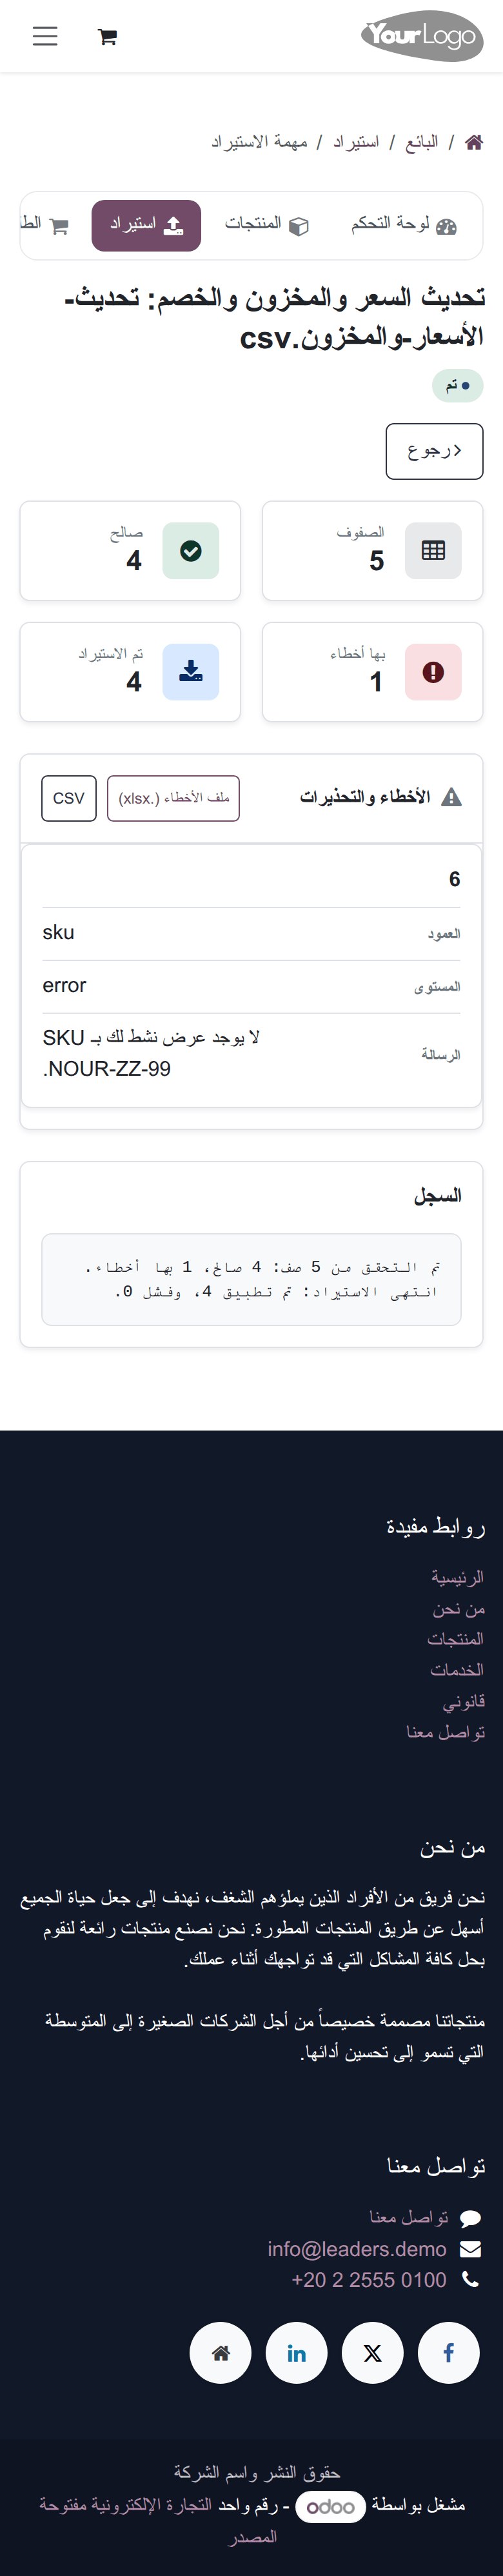 YourLogo
/ البائع / استيراد / مهمة الاستيراد
لوحة التحكم المنتجات استيراد الطا
تحديث السعر والمخزون والخصم: تحديث-
الأسعار-والمخزون.csv
تم
رجوع
الصفوف
5
صالح
4
بها أخطاء
1
تم الاستيراد
4
الأخطاء والتحذيرات
ملف الأخطاء (.xlsx)
CSV
6
العمود sku
المستوى error
الرسالة
لا يوجد عرض نشط لك بـ SKU
NOUR-ZZ-99.
السجل
تم التحقق من 5 صف: 4 صالح، 1 بها أخطاء.
انتهى الاستيراد: تم تطبيق 4، وفشل 0.
روابط مفيدة
الرئيسية
من نحن
المنتجات
الخدمات
قانوني
تواصل معنا
من نحن
نحن فريق من الأفراد الذين يملؤهم الشغف، نهدف إلى جعل حياة الجميع
أسهل عن طريق المنتجات المطورة. نحن نصنع منتجات رائعة لنقوم
بحل كافة المشاكل التي قد تواجهك أثناء عملك.
منتجاتنا مصممة خصيصاً من أجل الشركات الصغيرة إلى المتوسطة
التي تسمو إلى تحسين أدائها.
تواصل معنا
تواصل معنا
info@leaders.demo
+20 2 2555 0100
حقوق النشر واسم الشركة
مشغل بواسطة odoo - رقم واحد التجارة الإلكترونية مفتوحة
المصدر